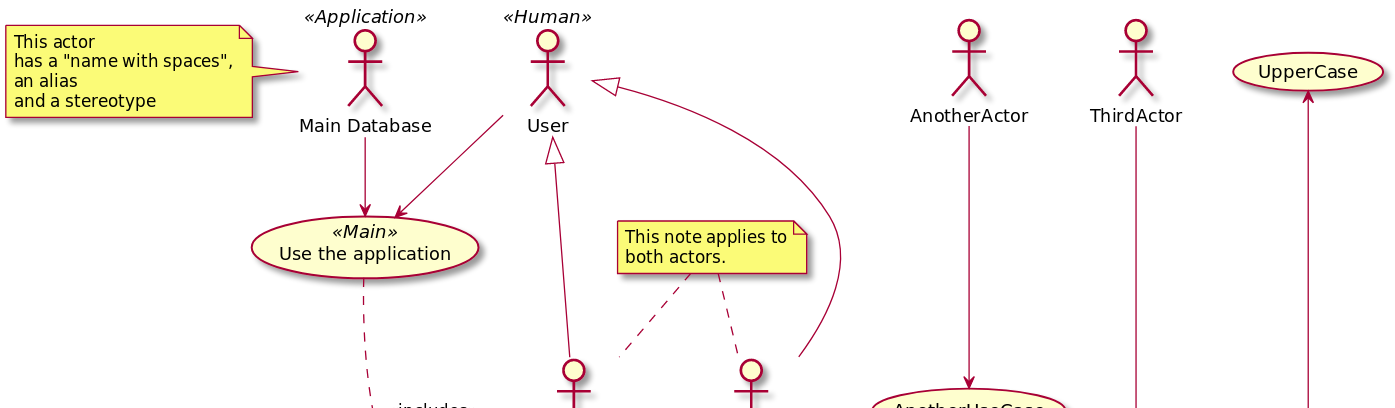 «Application»
«Human»
This actor
has a "name with spaces",
an alias
and a stereotype
Main Database
User
AnotherActor
ThirdActor
UpperCase
«Main»
Use the application
This note applies to
both actors.
includes
AnotherUseCase